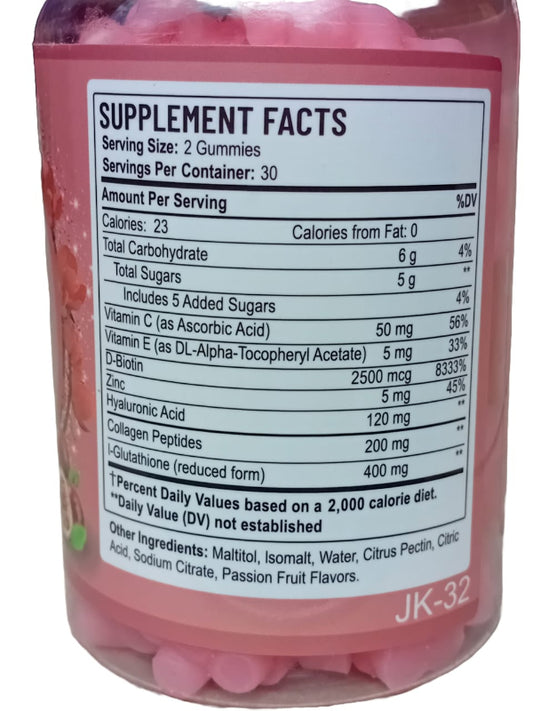 SUPPLEMENT FACTS
Serving Size: 2 Gummies
Servings Per Container: 30
Amount Per Serving %DV
Calories: 23 Calories from Fat: 0
Total Carbohydrate 6 g 4%
Total Sugars 5 g **
Includes 5 Added Sugars 4%
Vitamin C (as Ascorbic Acid) 50 mg 56%
Vitamin E (as DL-Alpha-Tocopheryl Acetate) 5 mg 33%
D-Biotin 2500 mcg 8333%
Zinc 5 mg 45%
Hyaluronic Acid 120 mg **
Collagen Peptides 200 mg **
l-Glutathione (reduced form) 400 mg **
†Percent Daily Values based on a 2,000 calorie diet.
**Daily Value (DV) not established
Other Ingredients: Maltitol, Isomalt, Water, Citrus Pectin, Citric
Acid, Sodium Citrate, Passion Fruit Flavors.
JK-32